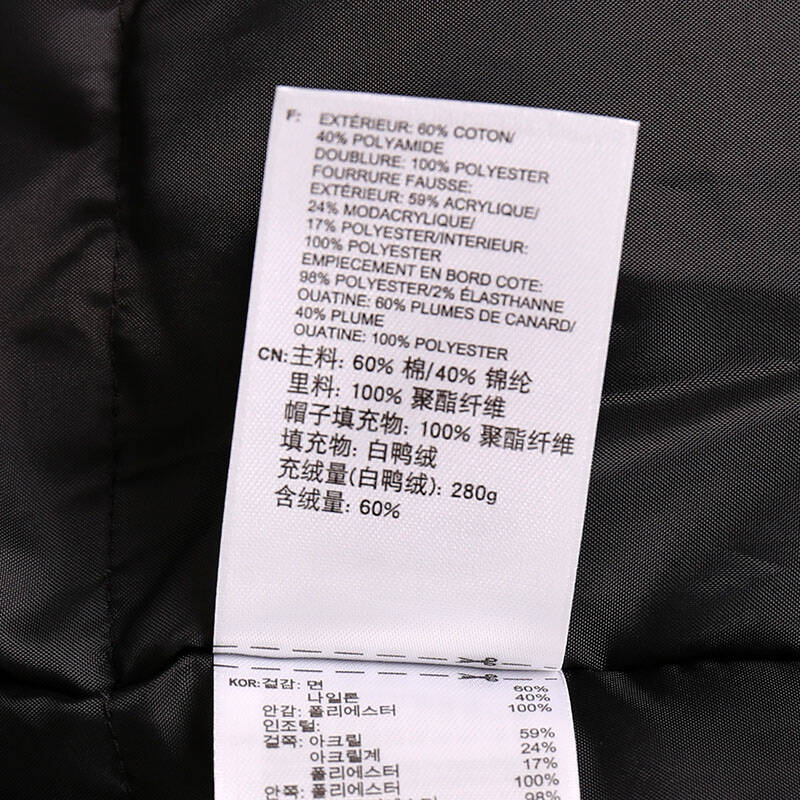 F: EXTÉRIEUR: 60% COTON/
40% POLYAMIDE
DOUBLURE: 100% POLYESTER
FOURRURE FAUSSE:
EXTÉRIEUR: 59% ACRYLIQUE/
24% MODACRYLIQUE/
17% POLYESTER/INTERIEUR:
100% POLYESTER
EMPIECEMENT EN BORD COTE:
98% POLYESTER/2% ÉLASTHANNE
OUATINE: 60% PLUMES DE CANARD/
40% PLUME
OUATINE: 100% POLYESTER
CN: 主料: 60% 棉/40% 锦纶
里料: 100% 聚酯纤维
帽子填充物: 100% 聚酯纤维
填充物: 白鸭绒
充绒量(白鸭绒): 280g
含绒量: 60%
KOR: 겉감: 면 60%
나일론 40%
안감: 폴리에스터 100%
인조털:
겉쪽: 아크릴 59%
아크릴계 24%
폴리에스터 17%
안쪽: 폴리에스터 100%
98%